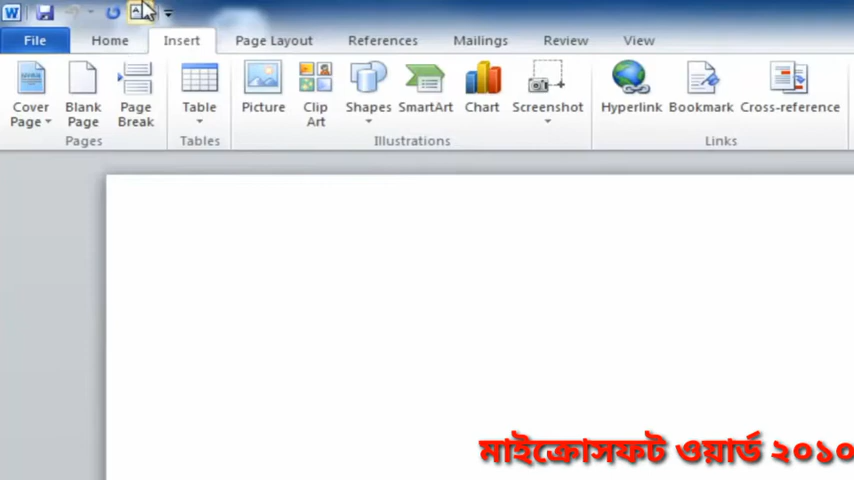 W
File Home Insert Page Layout References Mailings Review View
Cover Page Blank Page Page Break Table Picture Clip Art Shapes SmartArt Chart Screenshot Hyperlink Bookmark Cross-reference
Pages Tables Illustrations Links
মাইক্রোসফট ওয়ার্ড ২০১০